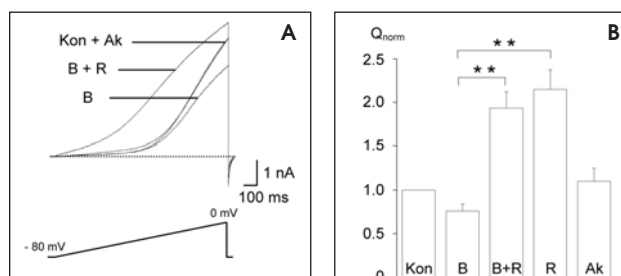 A
Kon + Ak
B + R
B
1 nA
100 ms
0 mV
- 80 mV
B
Qnorm
2.5
2.0
1.5
1.0
0.5
0.0
* *
* *
Kon B B+R R Ak